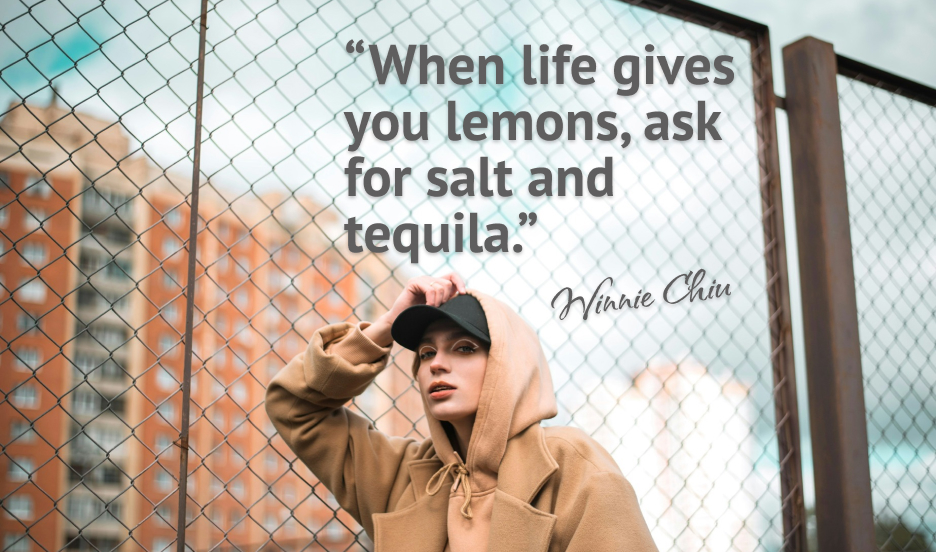 “When life gives
you lemons, ask
for salt and
tequila.”
Winnie Chiu